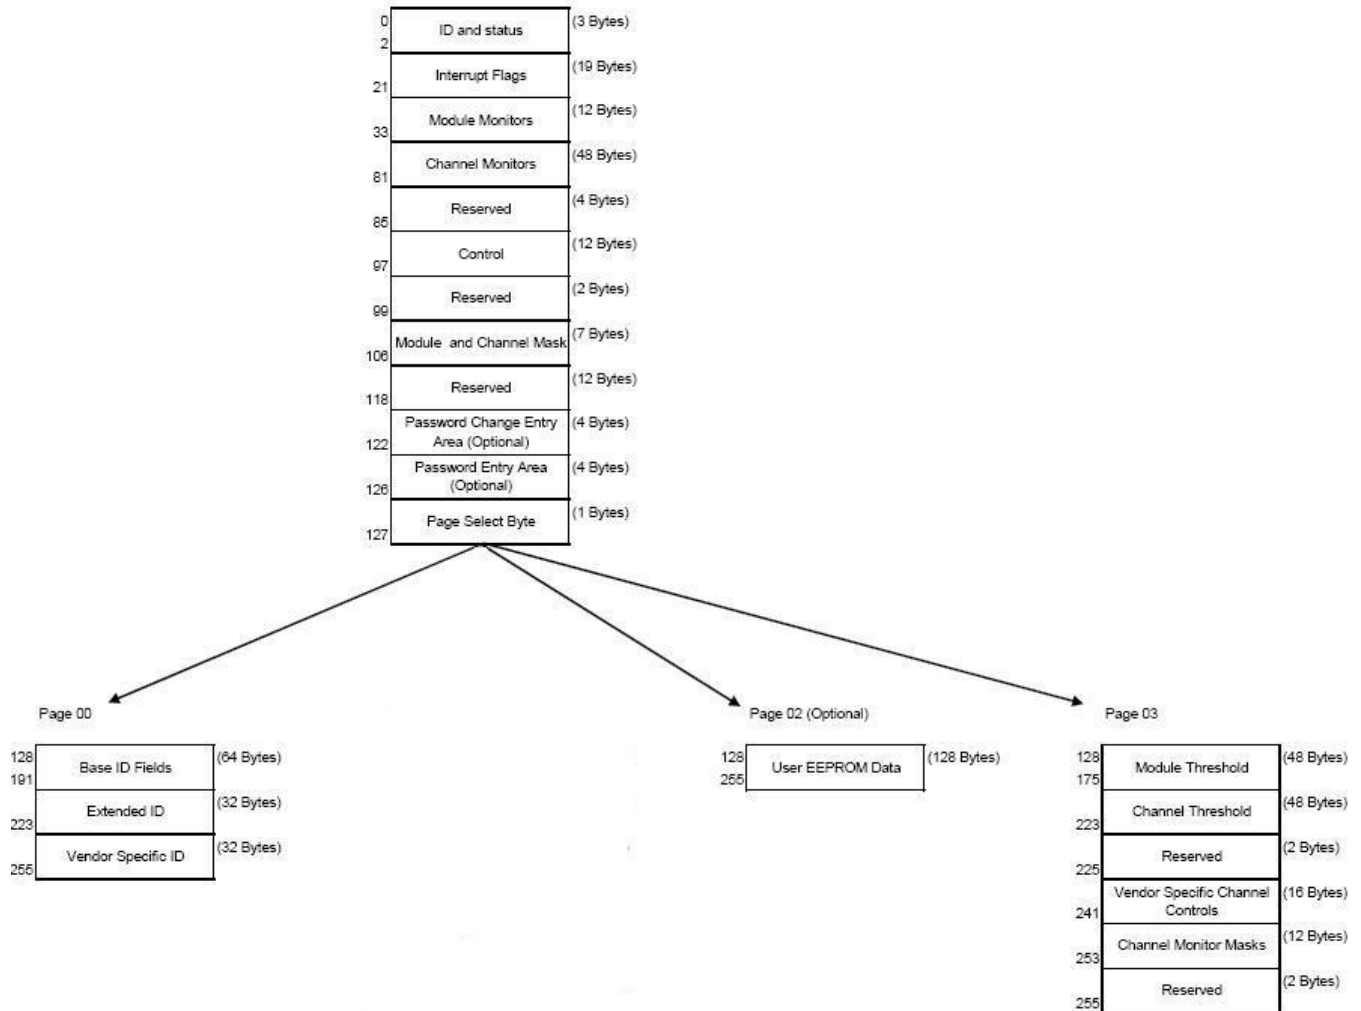 0
ID and status
(3 Bytes)
2
Interrupt Flags
(19 Bytes)
21
Module Monitors
(12 Bytes)
33
Channel Monitors
(48 Bytes)
81
Reserved
(4 Bytes)
85
Control
(12 Bytes)
97
Reserved
(2 Bytes)
99
Module and Channel Mask
(7 Bytes)
106
Reserved
(12 Bytes)
118
Password Change Entry
Area (Optional)
(4 Bytes)
122
Password Entry Area
(Optional)
(4 Bytes)
126
Page Select Byte
(1 Bytes)
127
Page 00
128
Base ID Fields
(64 Bytes)
191
Extended ID
(32 Bytes)
223
Vendor Specific ID
(32 Bytes)
255
Page 02 (Optional)
128
User EEPROM Data
(128 Bytes)
255
Page 03
128
Module Threshold
(48 Bytes)
175
Channel Threshold
(48 Bytes)
223
Reserved
(2 Bytes)
225
Vendor Specific Channel
Controls
(16 Bytes)
241
Channel Monitor Masks
(12 Bytes)
253
Reserved
(2 Bytes)
255